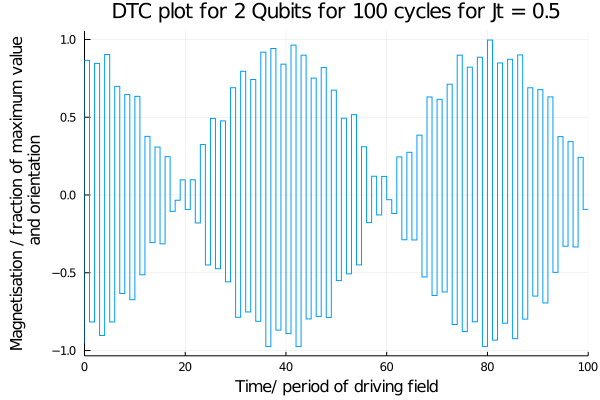 DTC plot for 2 Qubits for 100 cycles for Jt = 0.5
Magnetisation / fraction of maximum value
and orientation
1.0
0.5
0.0
−0.5
−1.0
0
20
40
60
80
100
Time/ period of driving field